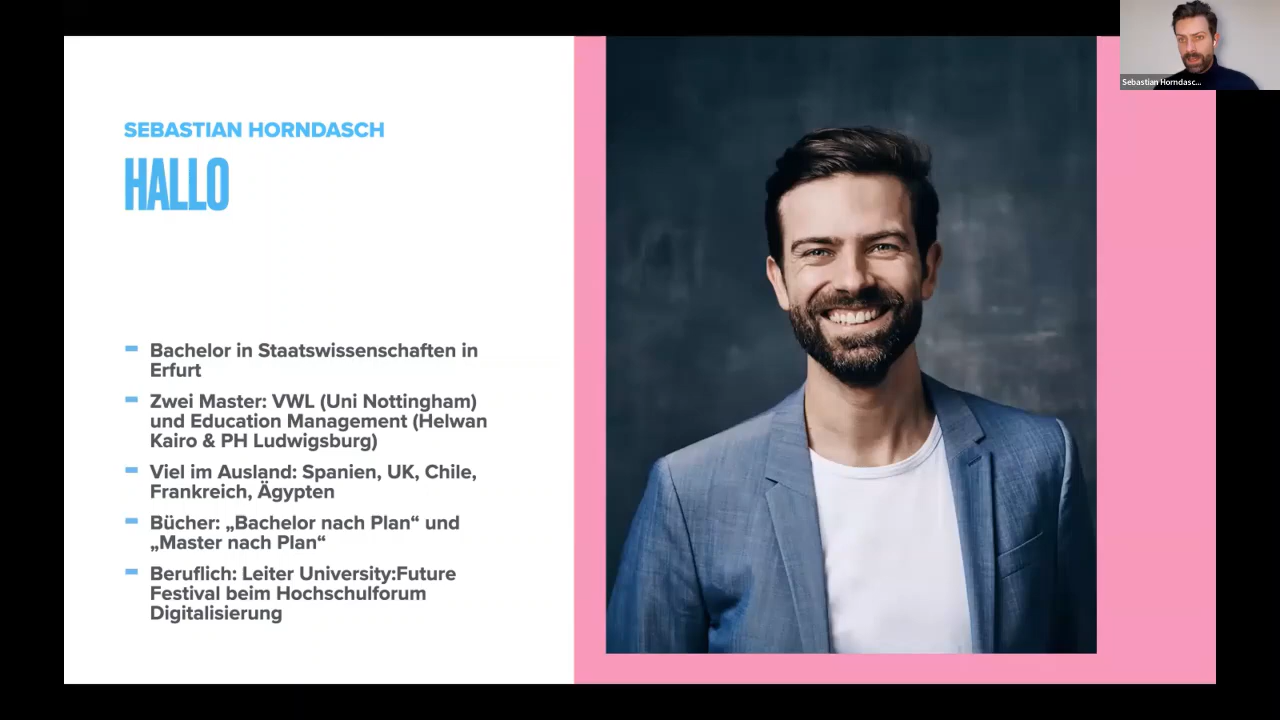 SEBASTIAN HORNDASCH
HALLO
Bachelor in Staatswissenschaften in
Erfurt
Zwei Master: VWL (Uni Nottingham)
und Education Management (Helwan
Kairo & PH Ludwigsburg)
Viel im Ausland: Spanien, UK, Chile,
Frankreich, Ägypten
Bücher: „Bachelor nach Plan“ und
„Master nach Plan“
Beruflich: Leiter University:Future
Festival beim Hochschulforum
Digitalisierung
Sebastian Horndasc...